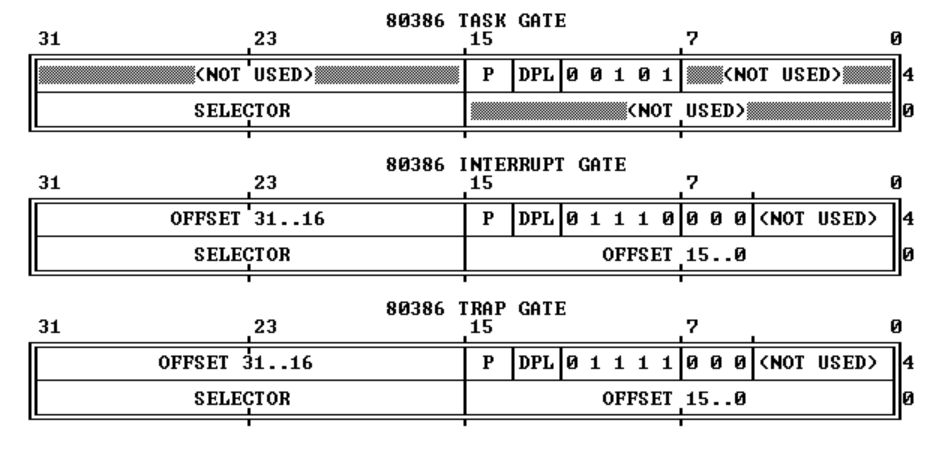 80386 TASK GATE
31 23 15 7 0
(NOT USED) P DPL 0 0 1 0 1 (NOT USED) 4
SELECTOR (NOT USED) 0
80386 INTERRUPT GATE
31 23 15 7 0
OFFSET 31..16 P DPL 0 1 1 1 0 0 0 0 (NOT USED) 4
SELECTOR OFFSET 15..0 0
80386 TRAP GATE
31 23 15 7 0
OFFSET 31..16 P DPL 0 1 1 1 1 0 0 0 (NOT USED) 4
SELECTOR OFFSET 15..0 0